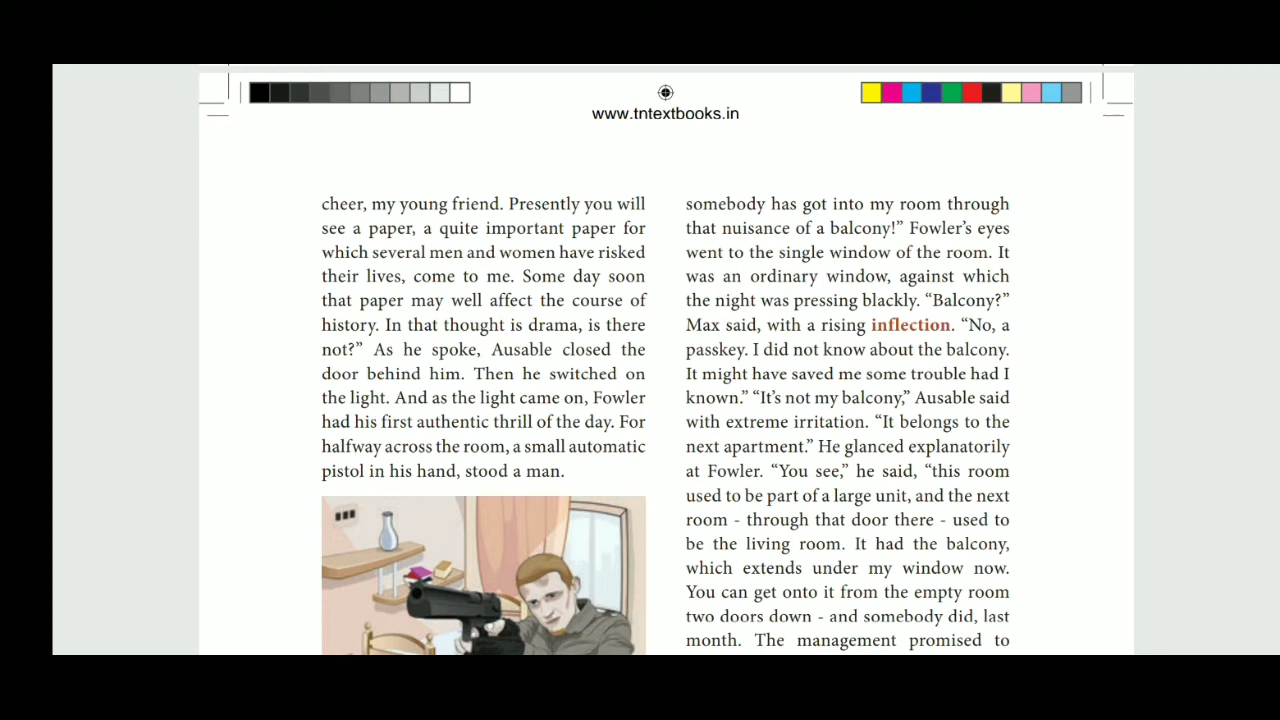 www.tntextbooks.in
cheer, my young friend. Presently you will
see a paper, a quite important paper for
which several men and women have risked
their lives, come to me. Some day soon
that paper may well affect the course of
history. In that thought is drama, is there
not?” As he spoke, Ausable closed the
door behind him. Then he switched on
the light. And as the light came on, Fowler
had his first authentic thrill of the day. For
halfway across the room, a small automatic
pistol in his hand, stood a man.
somebody has got into my room through
that nuisance of a balcony!” Fowler’s eyes
went to the single window of the room. It
was an ordinary window, against which
the night was pressing blackly. “Balcony?”
Max said, with a rising inflection. “No, a
passkey. I did not know about the balcony.
It might have saved me some trouble had I
known.” “It’s not my balcony,” Ausable said
with extreme irritation. “It belongs to the
next apartment.” He glanced explanatorily
at Fowler. “You see,” he said, “this room
used to be part of a large unit, and the next
room - through that door there - used to
be the living room. It had the balcony,
which extends under my window now.
You can get onto it from the empty room
two doors down - and somebody did, last
month. The management promised to